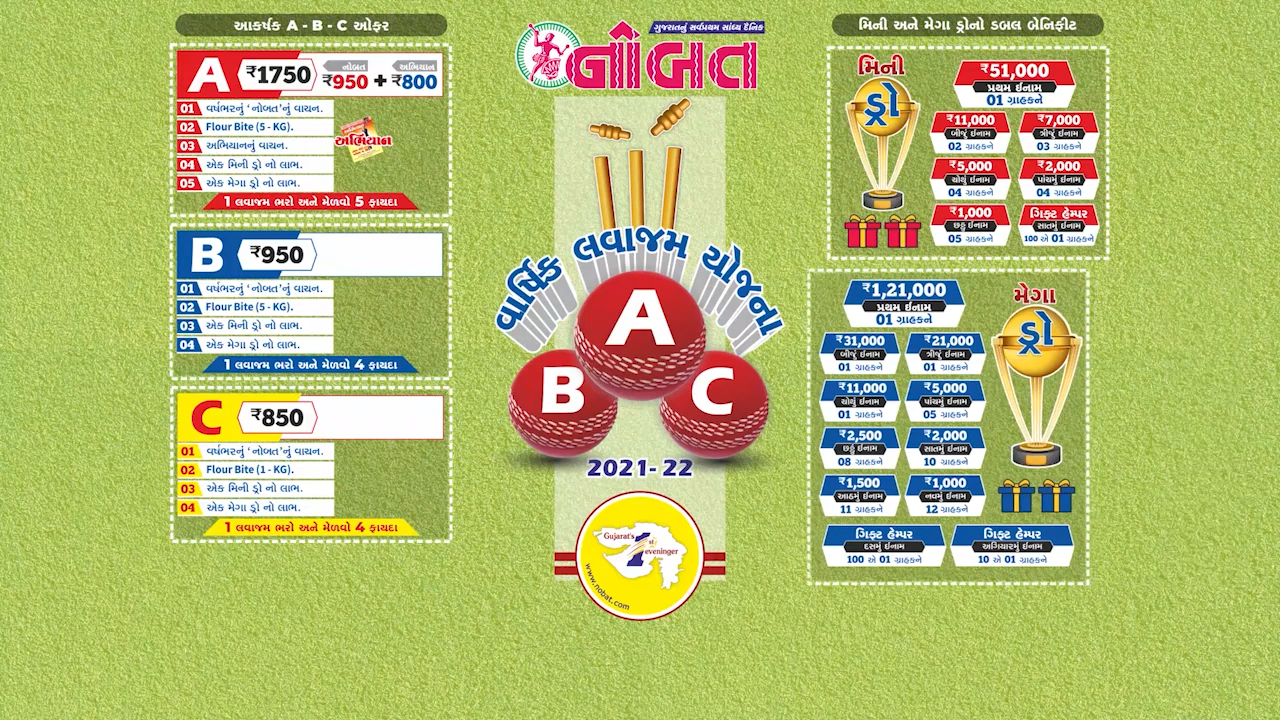 આકર્ષક A - B - C ઓફર
A ₹1750 નોબત ₹950 + અભિયાન ₹800
01 વર્ષભરનું 'નોબત'નું વાચન.
02 Flour Bite (5 - KG).
03 અભિયાનનું વાચન.
04 એક મિની ડ્રો નો લાભ.
05 એક મેગા ડ્રો નો લાભ.
અભિયાન
1 લવાજમ ભરો અને મેળવો 5 ફાયદા
B ₹950
01 વર્ષભરનું 'નોબત'નું વાચન.
02 Flour Bite (5 - KG).
03 એક મિની ડ્રો નો લાભ.
04 એક મેગા ડ્રો નો લાભ.
1 લવાજમ ભરો અને મેળવો 4 ફાયદા
C ₹850
01 વર્ષભરનું 'નોબત'નું વાચન.
02 Flour Bite (1 - KG).
03 એક મિની ડ્રો નો લાભ.
04 એક મેગા ડ્રો નો લાભ.
1 લવાજમ ભરો અને મેળવો 4 ફાયદા
ગુજરાતનું સર્વપ્રથમ સાંધ્ય દૈનિક
નોબત
વાર્ષિક લવાજમ યોજના
A
B C
2021- 22
Gujarat's
1st
eveninger
www.nobat.com
મિની અને મેગા ડ્રોનો ડબલ બેનિફીટ
મિની
ડ્રો
₹51,000
પ્રથમ ઈનામ
01 ગ્રાહકને
₹11,000 ₹7,000
બીજું ઈનામ ત્રીજું ઈનામ
02 ગ્રાહકને 03 ગ્રાહકને
₹5,000 ₹2,000
ચોથું ઈનામ પાંચમું ઈનામ
04 ગ્રાહકને 04 ગ્રાહકને
₹1,000 ગિફ્ટ હેમ્પર
છઠ્ઠું ઈનામ સાતમું ઈનામ
05 ગ્રાહકને 100 એ 01 ગ્રાહકને
મેગા
ડ્રો
₹1,21,000
પ્રથમ ઈનામ
01 ગ્રાહકને
₹31,000 ₹21,000
બીજું ઈનામ ત્રીજું ઈનામ
01 ગ્રાહકને 01 ગ્રાહકને
₹11,000 ₹5,000
ચોથું ઈનામ પાંચમું ઈનામ
01 ગ્રાહકને 05 ગ્રાહકને
₹2,500 ₹2,000
છઠ્ઠું ઈનામ સાતમું ઈનામ
08 ગ્રાહકને 10 ગ્રાહકને
₹1,500 ₹1,000
આઠમું ઈનામ નવમું ઈનામ
11 ગ્રાહકને 12 ગ્રાહકને
ગિફ્ટ હેમ્પર ગિફ્ટ હેમ્પર
દસમું ઈનામ અગિયારમું ઈનામ
100 એ 01 ગ્રાહકને 10 એ 01 ગ્રાહકને